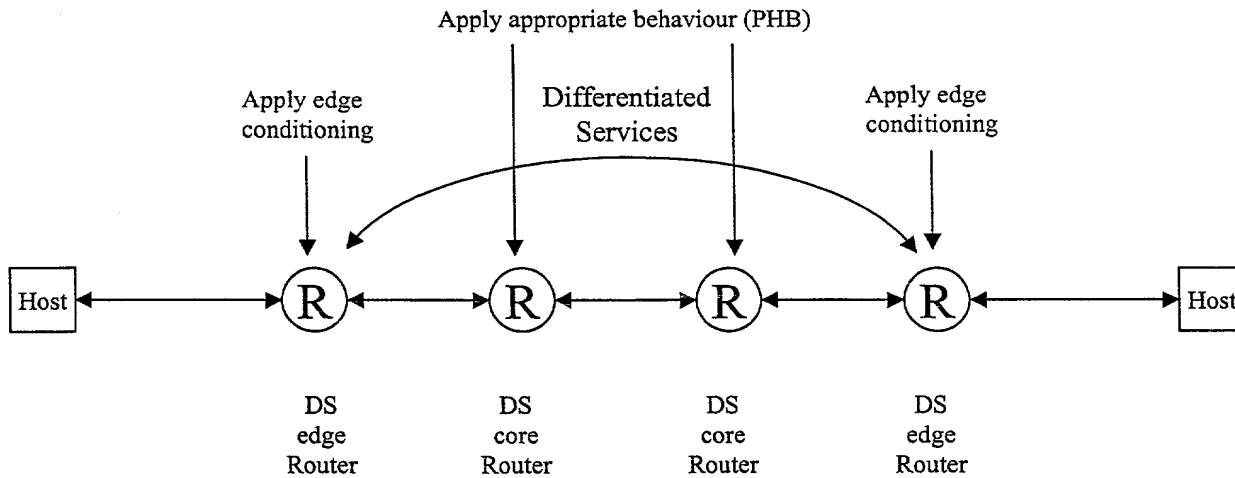 Apply appropriate behaviour (PHB)
Apply edge
conditioning
Differentiated
Services
Apply edge
conditioning
Host
R
R
R
R
Host
DS
edge
Router
DS
core
Router
DS
core
Router
DS
edge
Router